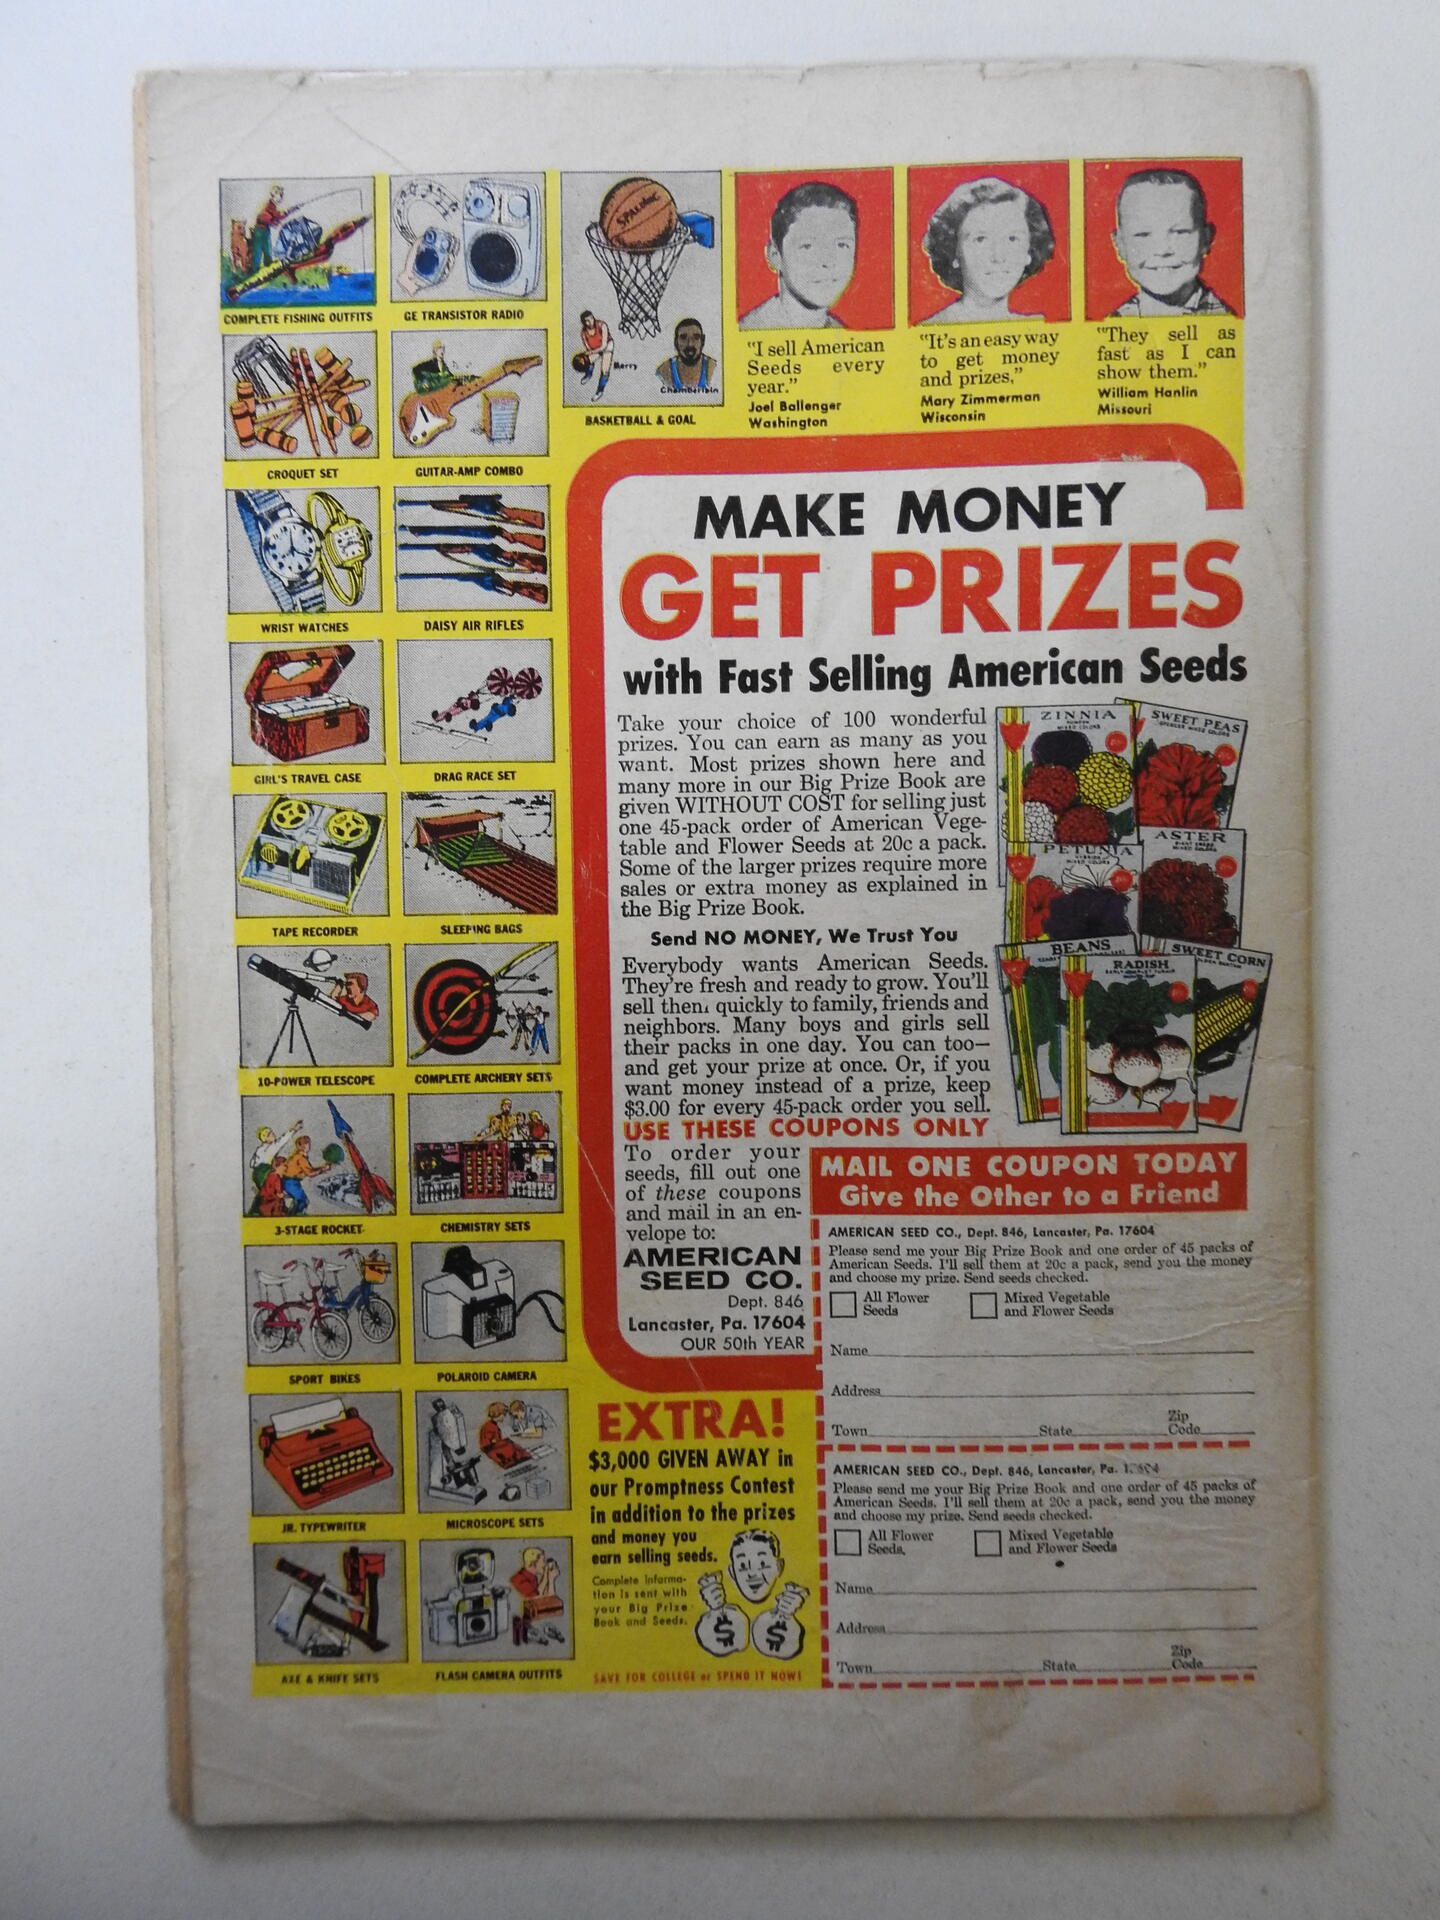 COMPLETE FISHING OUTFITS
GE TRANSISTOR RADIO
SPALDING
Barry
Chamberlain
BASKETBALL & GOAL
CROQUET SET
GUITAR-AMP COMBO
WRIST WATCHES
DAISY AIR RIFLES
GIRL'S TRAVEL CASE
DRAG RACE SET
TAPE RECORDER
SLEEPING BAGS
10-POWER TELESCOPE
COMPLETE ARCHERY SETS
3-STAGE ROCKET
CHEMISTRY SETS
SPORT BIKES
POLAROID CAMERA
JR. TYPEWRITER
MICROSCOPE SETS
AXE & KNIFE SETS
FLASH CAMERA OUTFITS
"I sell American
Seeds every
year."
Joel Ballenger
Washington
"It's an easy way
to get money
and prizes,"
Mary Zimmerman
Wisconsin
"They sell as
fast as I can
show them."
William Hanlin
Missouri
MAKE MONEY
GET PRIZES
with Fast Selling American Seeds
Take your choice of 100 wonderful
prizes. You can earn as many as you
want. Most prizes shown here and
many more in our Big Prize Book are
given WITHOUT COST for selling just
one 45-pack order of American Vege-
table and Flower Seeds at 20c a pack.
Some of the larger prizes require more
sales or extra money as explained in
the Big Prize Book.
Send NO MONEY, We Trust You
Everybody wants American Seeds.
They're fresh and ready to grow. You'll
sell them quickly to family, friends and
neighbors. Many boys and girls sell
their packs in one day. You can too—
and get your prize at once. Or, if you
want money instead of a prize, keep
$3.00 for every 45-pack order you sell.
USE THESE COUPONS ONLY
To order your
seeds, fill out one
of these coupons
and mail in an en-
velope to:
AMERICAN
SEED CO.
Dept. 846
Lancaster, Pa. 17604
OUR 50th YEAR
ZINNIA
MIXED COLORS
SWEET PEAS
SPENCER MIXED COLORS
PETUNIA
MIXED COLORS
ASTER
MIXED COLORS
BEANS
RADISH
SWEET CORN
MAIL ONE COUPON TODAY
Give the Other to a Friend
AMERICAN SEED CO., Dept. 846, Lancaster, Pa. 17604
Please send me your Big Prize Book and one order of 45 packs of
American Seeds. I'll sell them at 20c a pack, send you the money
and choose my prize. Send seeds checked.
All Flower
Seeds
Mixed Vegetable
and Flower Seeds
Name
Address
Town State Zip Code
AMERICAN SEED CO., Dept. 846, Lancaster, Pa. 17604
Please send me your Big Prize Book and one order of 45 packs of
American Seeds. I'll sell them at 20c a pack, send you the money
and choose my prize. Send seeds checked.
All Flower
Seeds.
Mixed Vegetable
and Flower Seeds
Name
Address
Town State Zip Code
EXTRA!
$3,000 GIVEN AWAY in
our Promptness Contest
in addition to the prizes
and money you
earn selling seeds.
Complete informa-
tion is sent with
your Big Prize
Book and Seeds.
$ $
SAVE FOR COLLEGE or SPEND IT NOW!